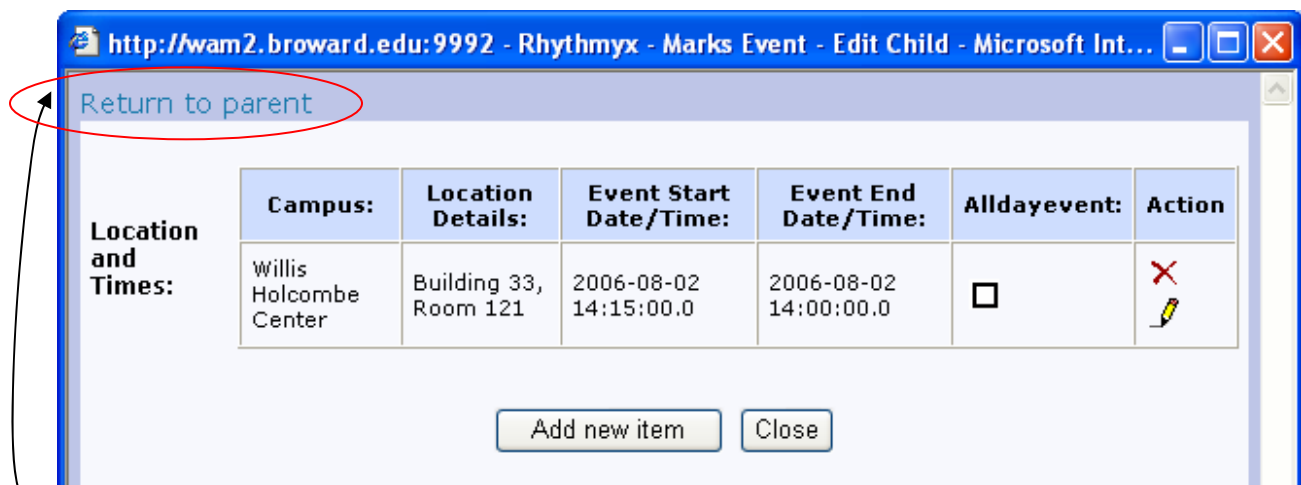 http://wam2.broward.edu:9992 - Rhythmyx - Marks Event - Edit Child - Microsoft Int...
Return to parent
Location
and
Times:
Campus:
Location
Details:
Event Start
Date/Time:
Event End
Date/Time:
Alldayevent:
Action
Willis
Holcombe
Center
Building 33,
Room 121
2006-08-02
14:15:00.0
2006-08-02
14:00:00.0
Add new item
Close